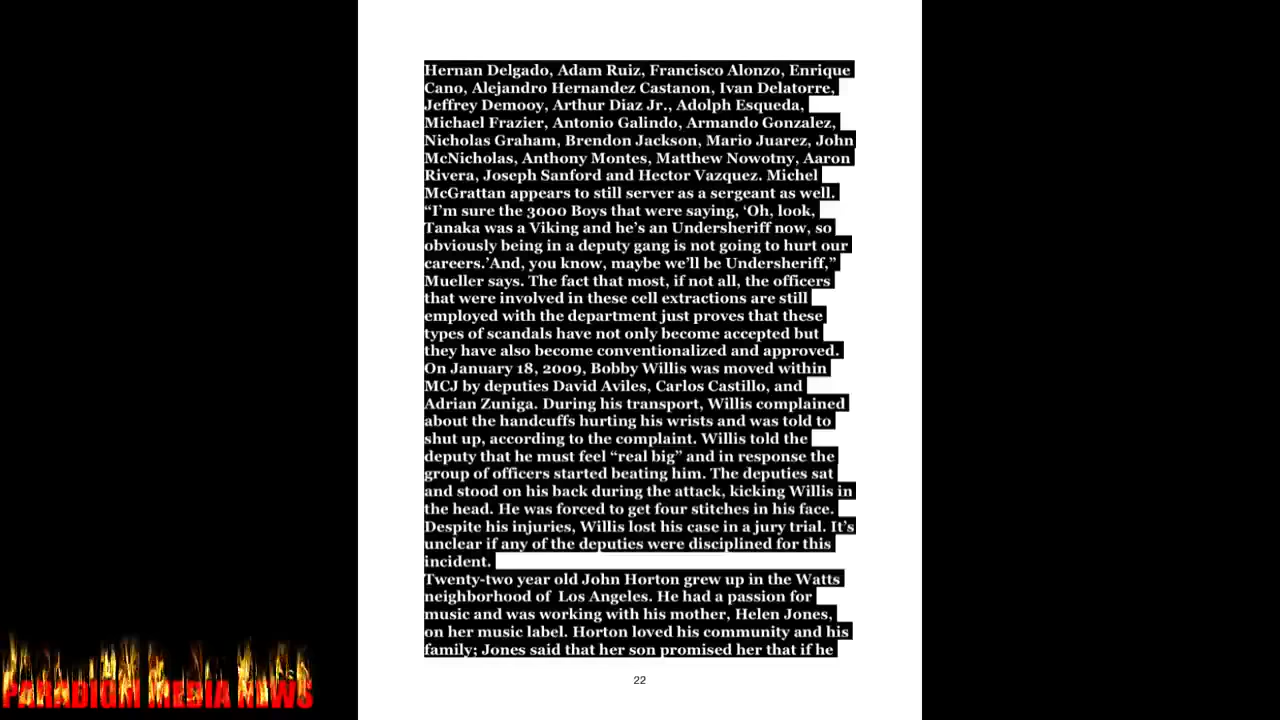 Hernan Delgado, Adam Ruiz, Francisco Alonzo, Enrique
Cano, Alejandro Hernandez Castanon, Ivan Delatorre,
Jeffrey Demooy, Arthur Diaz Jr., Adolph Esqueda,
Michael Frazier, Antonio Galindo, Armando Gonzalez,
Nicholas Graham, Brendon Jackson, Mario Juarez, John
McNicholas, Anthony Montes, Matthew Nowotny, Aaron
Rivera, Joseph Sanford and Hector Vazquez. Michel
McGrattan appears to still server as a sergeant as well.
“I’m sure the 3000 Boys that were saying, ‘Oh, look,
Tanaka was a Viking and he’s an Undersheriff now, so
obviously being in a deputy gang is not going to hurt our
careers.’And, you know, maybe we’ll be Undersheriff,”
Mueller says. The fact that most, if not all, the officers
that were involved in these cell extractions are still
employed with the department just proves that these
types of scandals have not only become accepted but
they have also become conventionalized and approved.
On January 18, 2009, Bobby Willis was moved within
MCJ by deputies David Aviles, Carlos Castillo, and
Adrian Zuniga. During his transport, Willis complained
about the handcuffs hurting his wrists and was told to
shut up, according to the complaint. Willis told the
deputy that he must feel “real big” and in response the
group of officers started beating him. The deputies sat
and stood on his back during the attack, kicking Willis in
the head. He was forced to get four stitches in his face.
Despite his injuries, Willis lost his case in a jury trial. It’s
unclear if any of the deputies were disciplined for this
incident.
Twenty-two year old John Horton grew up in the Watts
neighborhood of  Los Angeles. He had a passion for
music and was working with his mother, Helen Jones,
on her music label. Horton loved his community and his
family; Jones said that her son promised her that if he
22
PARADIGM MEDIA NEWS